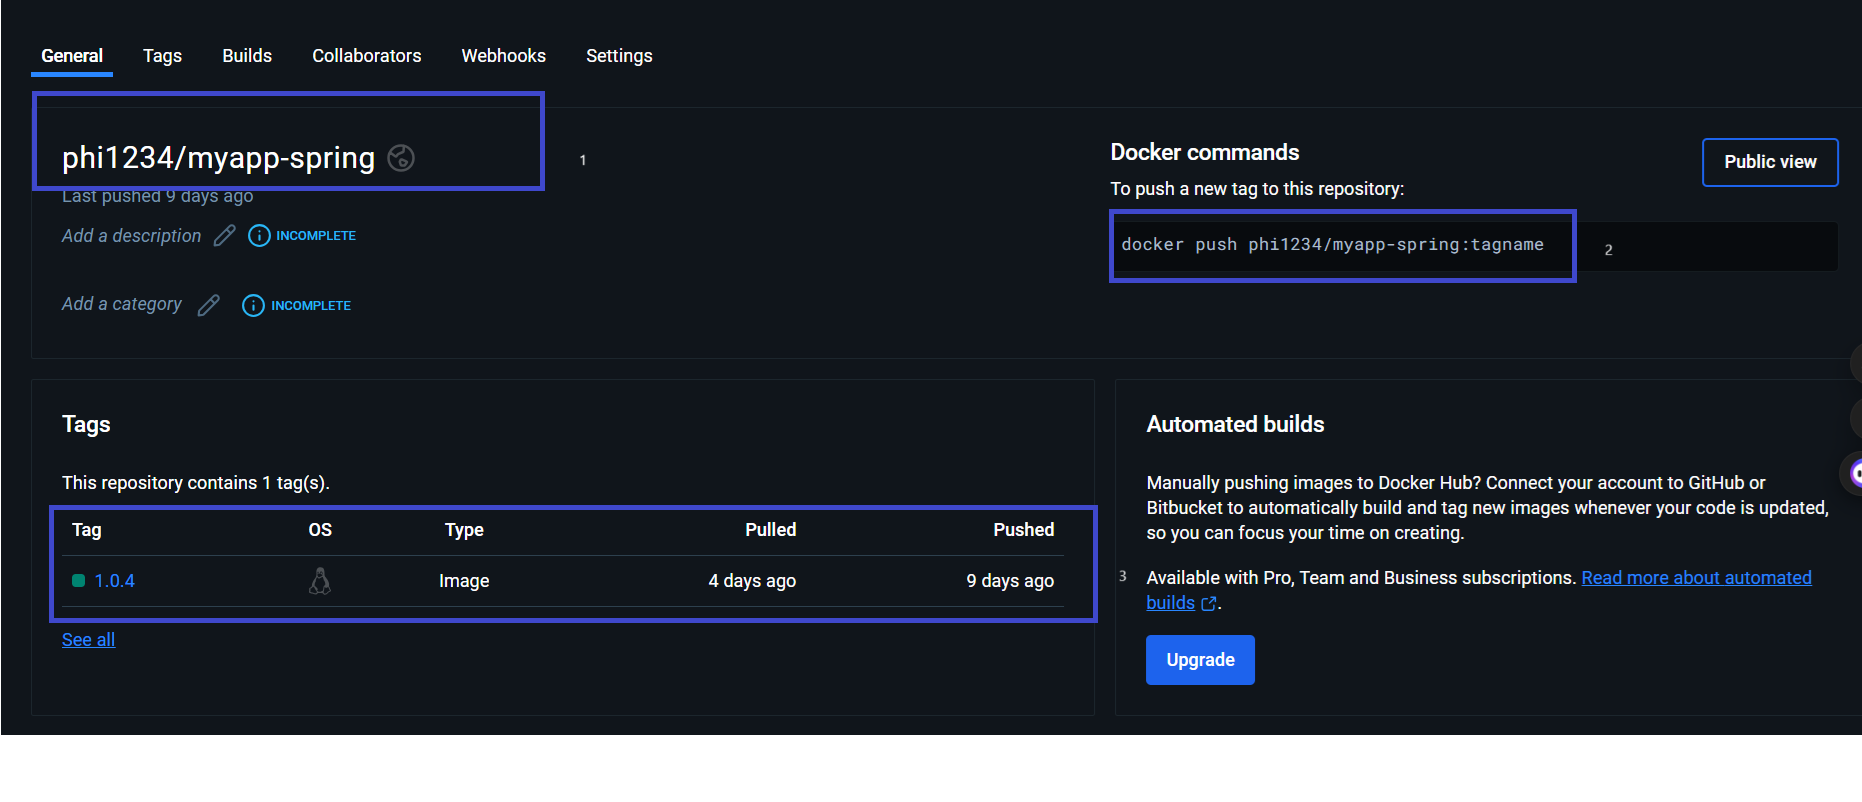 General Tags Builds Collaborators Webhooks Settings
phi1234/myapp-spring
1
Last pushed 9 days ago
Add a description INCOMPLETE
Add a category INCOMPLETE
Docker commands
Public view
To push a new tag to this repository:
docker push phi1234/myapp-spring:tagname
2
Tags
This repository contains 1 tag(s).
Tag OS Type Pulled Pushed
1.0.4 Image 4 days ago 9 days ago
See all
3
Automated builds
Manually pushing images to Docker Hub? Connect your account to GitHub or
Bitbucket to automatically build and tag new images whenever your code is updated,
so you can focus your time on creating.
Available with Pro, Team and Business subscriptions. Read more about automated
builds.
Upgrade